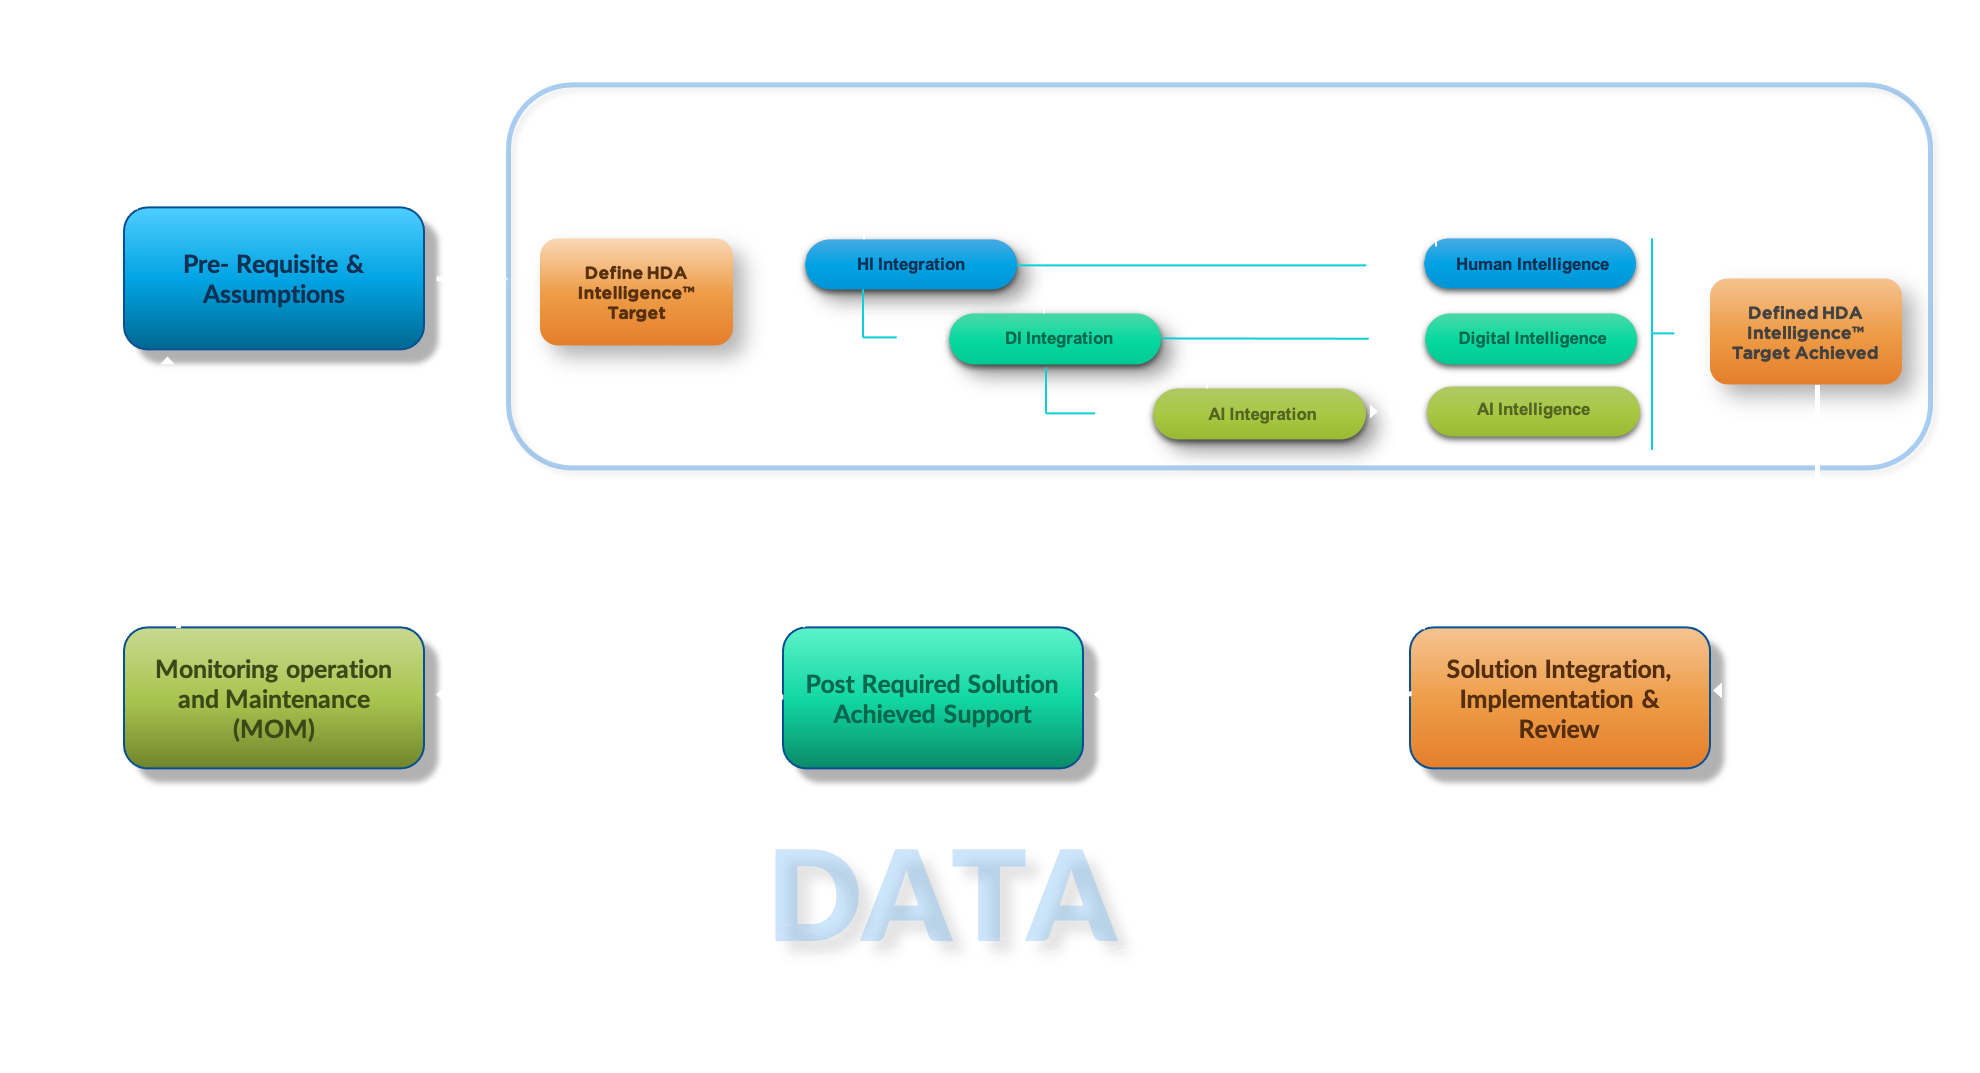 Pre- Requisite &
Assumptions
Define HDA
Intelligence™
Target
HI Integration
DI Integration
AI Integration
Human Intelligence
Digital Intelligence
AI Intelligence
Defined HDA
Intelligence™
Target Achieved
Monitoring operation
and Maintenance
(MOM)
Post Required Solution
Achieved Support
Solution Integration,
Implementation &
Review
DATA